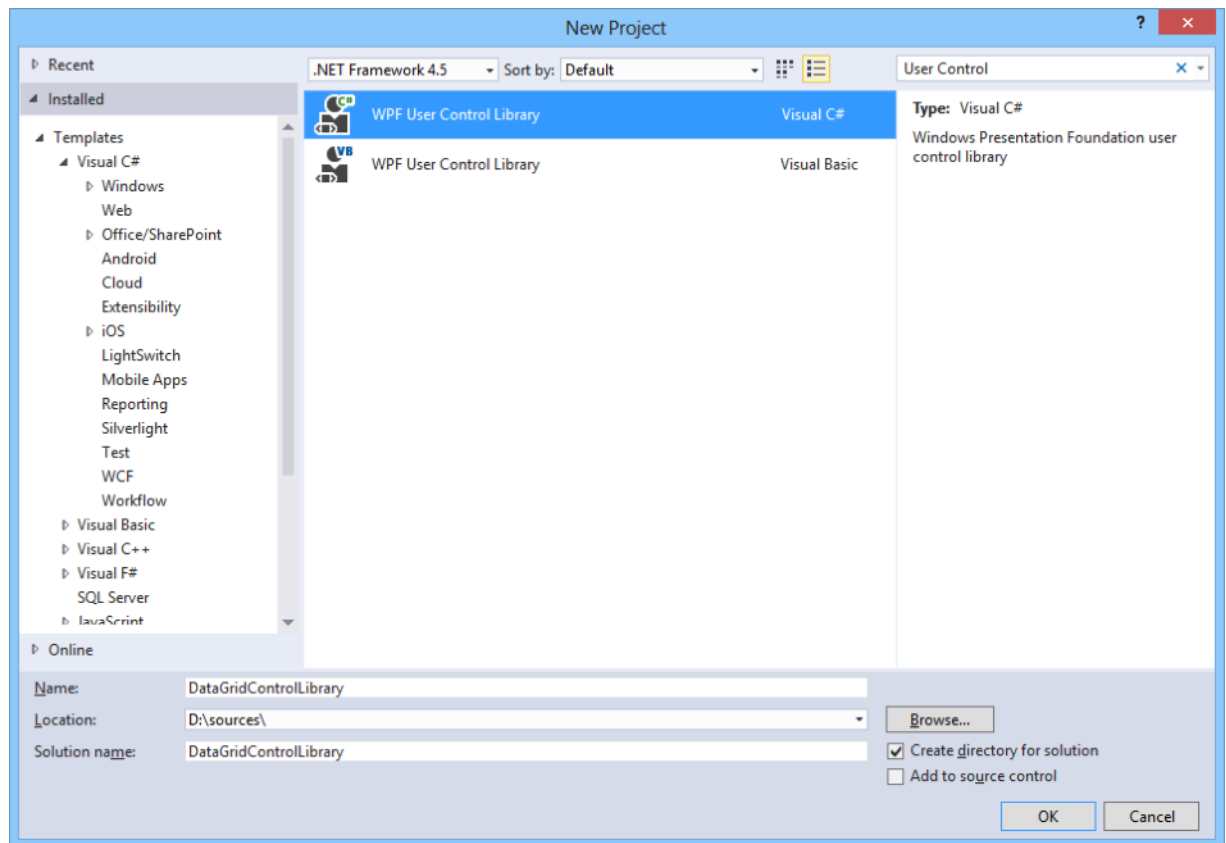 New Project
?
Recent
Installed
Templates
Visual C#
Windows
Web
Office/SharePoint
Android
Cloud
Extensibility
iOS
LightSwitch
Mobile Apps
Reporting
Silverlight
Test
WCF
Workflow
Visual Basic
Visual C++
Visual F#
SQL Server
JavaScript
Online
.NET Framework 4.5 Sort by: Default
C# WPF User Control Library Visual C#
VB WPF User Control Library Visual Basic
User Control
Type: Visual C#
Windows Presentation Foundation user
control library
Name: DataGridControlLibrary
Location: D:\sources\ Browse...
Solution name: DataGridControlLibrary
Create directory for solution
Add to source control
OK Cancel